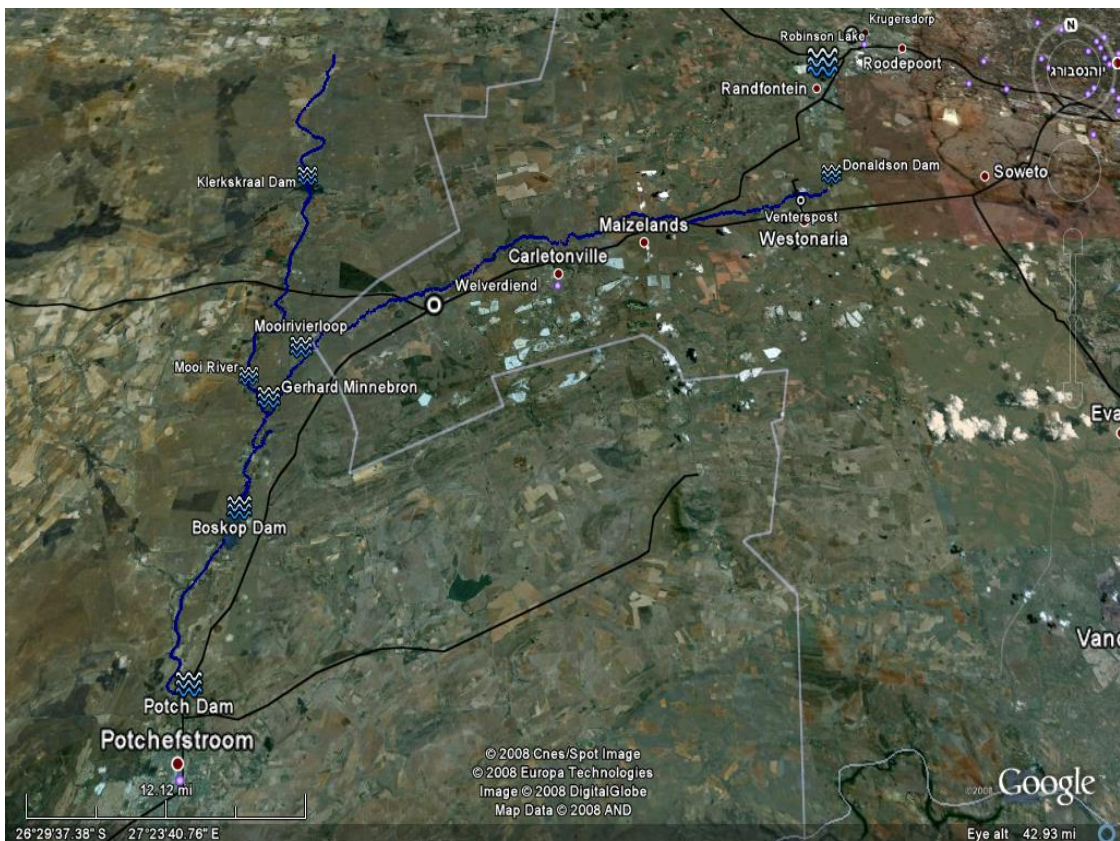 Krugersdorp
N
Robinson Lake
Roodepoort
יוהנסבורג
Randfontein
Klerkskraal Dam
Donaldson Dam
Soweto
Venterspost
Maizelands
Westonaria
Carletonville
Welverdiend
Mooirivierloop
Mooi River
Gerhard Minnebron
Eva
Boskop Dam
Vand
Potch Dam
Potchefstroom
© 2008 Cnes/Spot Image
© 2008 Europa Technologies
Image © 2008 DigitalGlobe
Map Data © 2008 AND
©2008 Google™
12.12 mi
26°29'37.38" S 27°23'40.76" E
Eye alt 42.93 mi